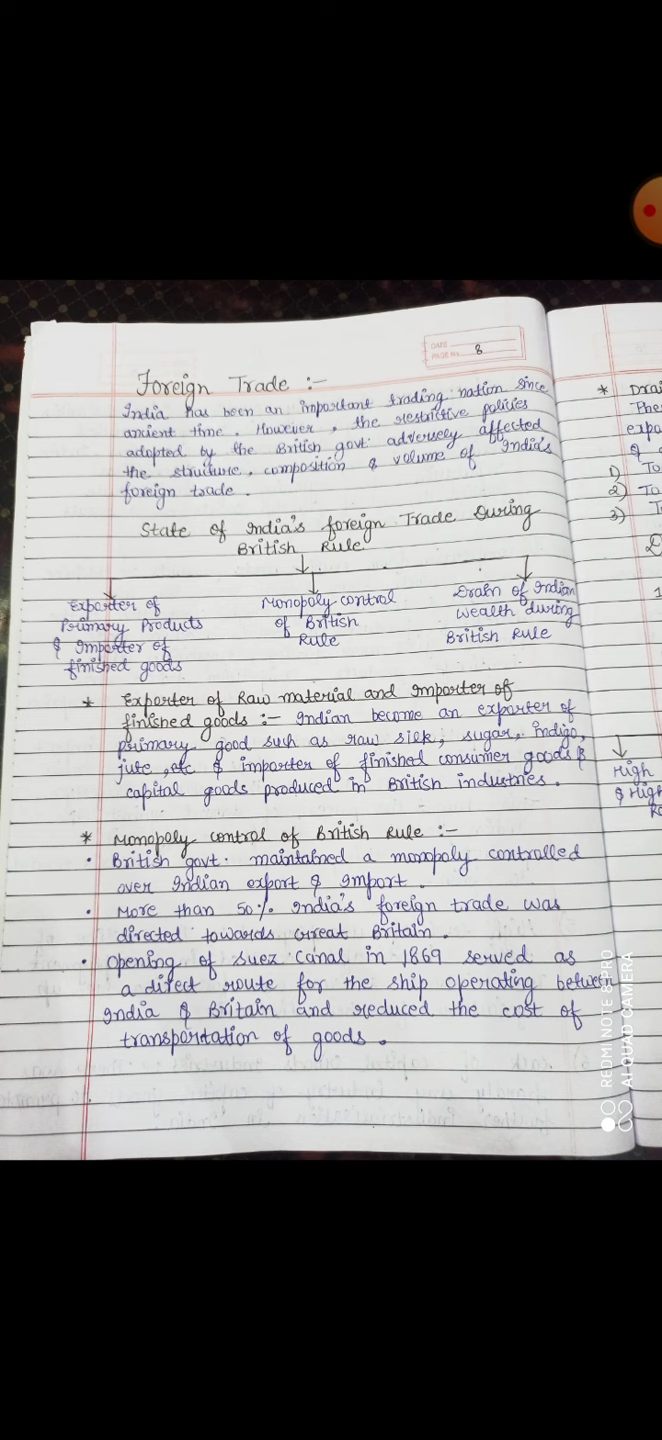 DATE
PAGE No. 8
Foreign Trade :-
India has been an important trading nation since
ancient time. However, the restrictive policies
adopted by the British govt. adversely affected
the structure, composition & volume of India's
foreign trade.
State of India's foreign Trade During
British Rule
Exporter of
Primary Products
& Importer of
finished goods
Monopoly control
of British
Rule
Drain of Indian
Wealth during
British Rule
* Exporter of Raw material and Importer of
finished goods :- Indian become an exporter of
primary good such as raw silk, sugar, indigo,
jute, etc & importer of finished consumer goods &
capital goods produced in British industries.
* Monopoly control of British Rule :-
• British govt. maintained a monopoly controlled
over Indian export & Import.
• More than 50% India's foreign trade was
directed towards Great Britain.
• Opening of Suez Canal in 1869 served as
a direct route for the ship operating between
India & Britain and reduced the cost of
transportation of goods.
*
1) To
2) To
3)
1
High
& High
REDMI NOTE 8 PRO
AI QUAD CAMERA